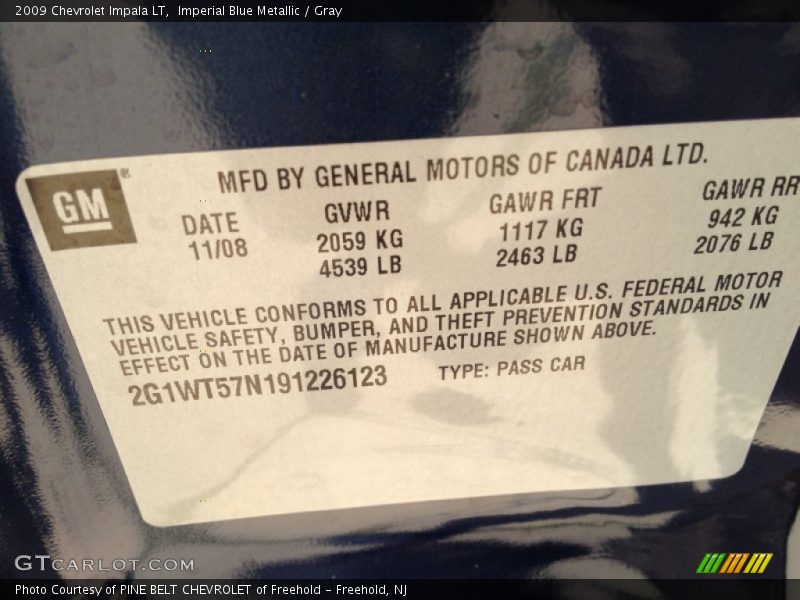 2009 Chevrolet Impala LT,  Imperial Blue Metallic / Gray
GM®
MFD BY GENERAL MOTORS OF CANADA LTD.
DATE GVWR GAWR FRT GAWR RR
11/08 2059 KG 1117 KG 942 KG
4539 LB 2463 LB 2076 LB
THIS VEHICLE CONFORMS TO ALL APPLICABLE U.S. FEDERAL MOTOR
VEHICLE SAFETY, BUMPER, AND THEFT PREVENTION STANDARDS IN
EFFECT ON THE DATE OF MANUFACTURE SHOWN ABOVE.
2G1WT57N191226123 TYPE: PASS CAR
GTCARLOT.COM
Photo Courtesy of PINE BELT CHEVROLET of Freehold - Freehold, NJ